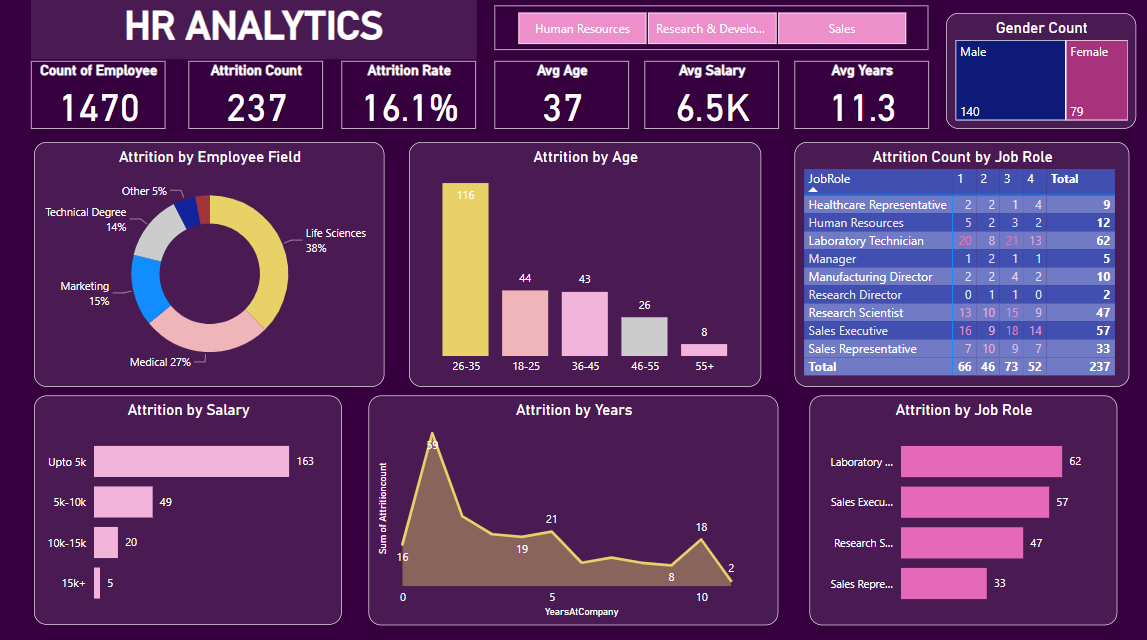 HR ANALYTICS
Human Resources
Research & Develo...
Sales
Gender Count
Male
Female
140
79
Count of Employee
1470
Attrition Count
237
Attrition Rate
16.1%
Avg Age
37
Avg Salary
6.5K
Avg Years
11.3
Attrition by Employee Field
Other 5%
Technical Degree
14%
Life Sciences
38%
Marketing
15%
Medical 27%
Attrition by Age
116
44
43
26
8
26-35 18-25 36-45 46-55 55+
Attrition Count by Job Role
JobRole 1 2 3 4 Total
Healthcare Representative 2 2 1 4 9
Human Resources 5 2 3 2 12
Laboratory Technician 20 8 21 13 62
Manager 1 2 1 1 5
Manufacturing Director 2 2 4 2 10
Research Director 0 1 1 0 2
Research Scientist 13 10 15 9 47
Sales Executive 16 9 18 14 57
Sales Representative 7 10 9 7 33
Total 66 46 73 52 237
Attrition by Salary
Upto 5k 163
5k-10k 49
10k-15k 20
15k+ 5
Attrition by Years
Sum of Attritioncount
59
16
19
21
8
18
2
0 5 10
YearsAtCompany
Attrition by Job Role
Laboratory ... 62
Sales Execu... 57
Research S... 47
Sales Repre... 33